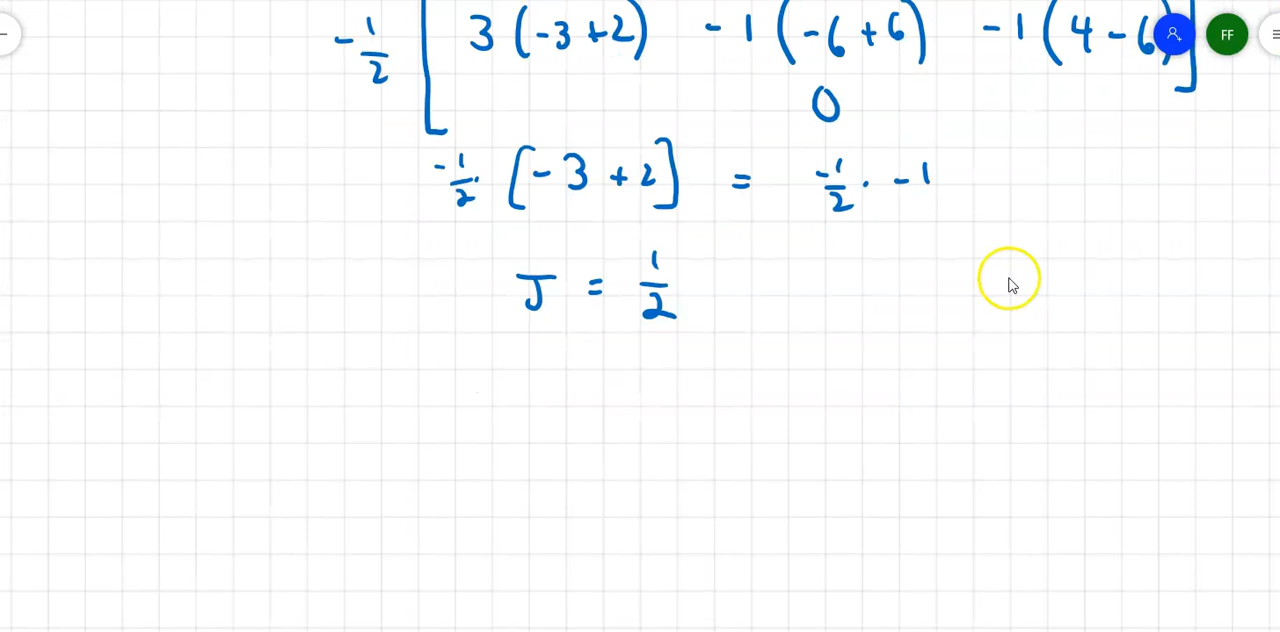 -1/2 [ 3 (-3+2) -1 (-6+6) -1 (4-6) ]
FF
0
-1/2 · [-3+2] = -1/2 · -1
J = 1/2